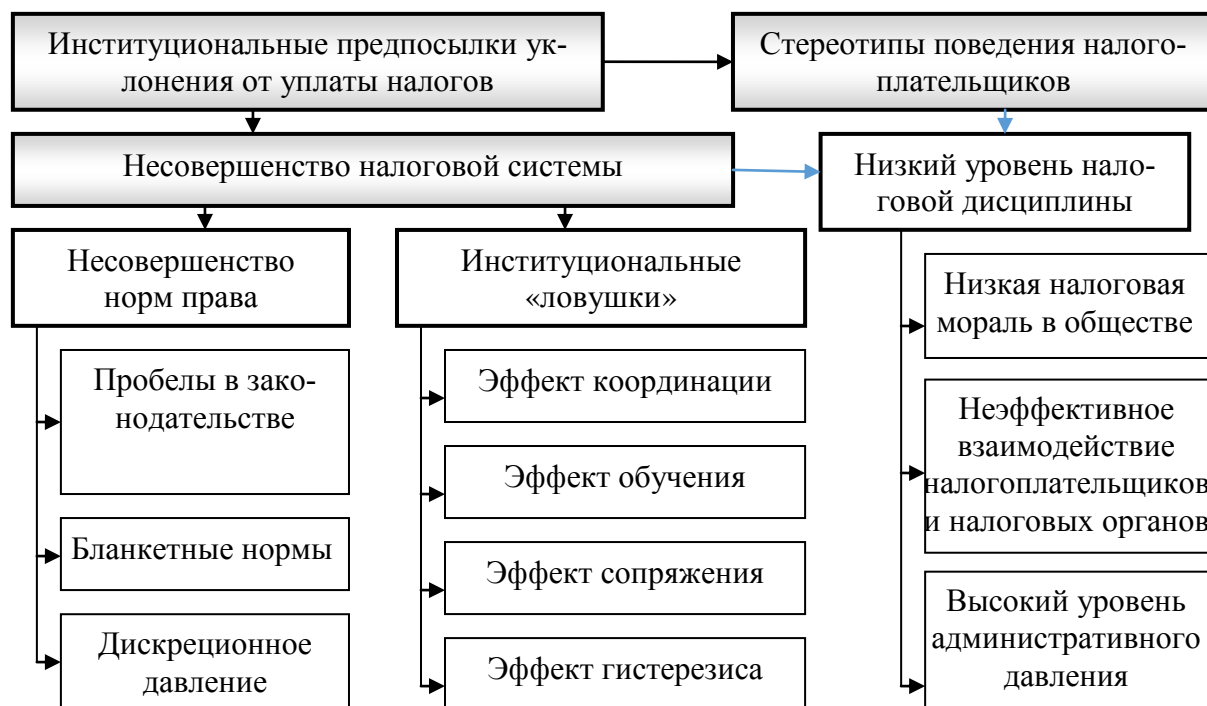 Институциональные предпосылки ук-
лонения от уплаты налогов
Стереотипы поведения налого-
плательщиков
Несовершенство налоговой системы
Низкий уровень нало-
говой дисциплины
Несовершенство
норм права
Институциональные
«ловушки»
Низкая налоговая
мораль в обществе
Пробелы в зако-
нодательстве
Эффект координации
Неэффективное
взаимодействие
налогоплательщиков
и налоговых органов
Эффект обучения
Бланкетные нормы
Эффект сопряжения
Высокий уровень
административного
давления
Дискреционное
давление
Эффект гистерезиса